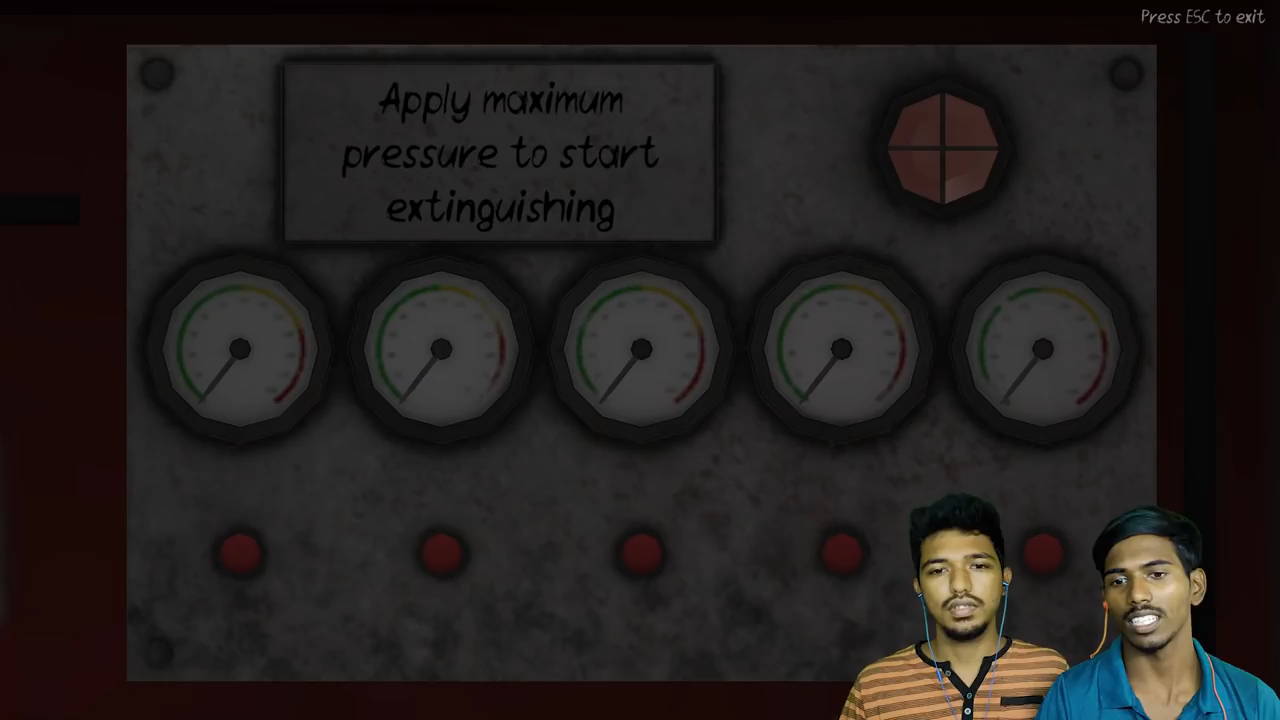 Press ESC to exit
Apply maximum
pressure to start
extinguishing